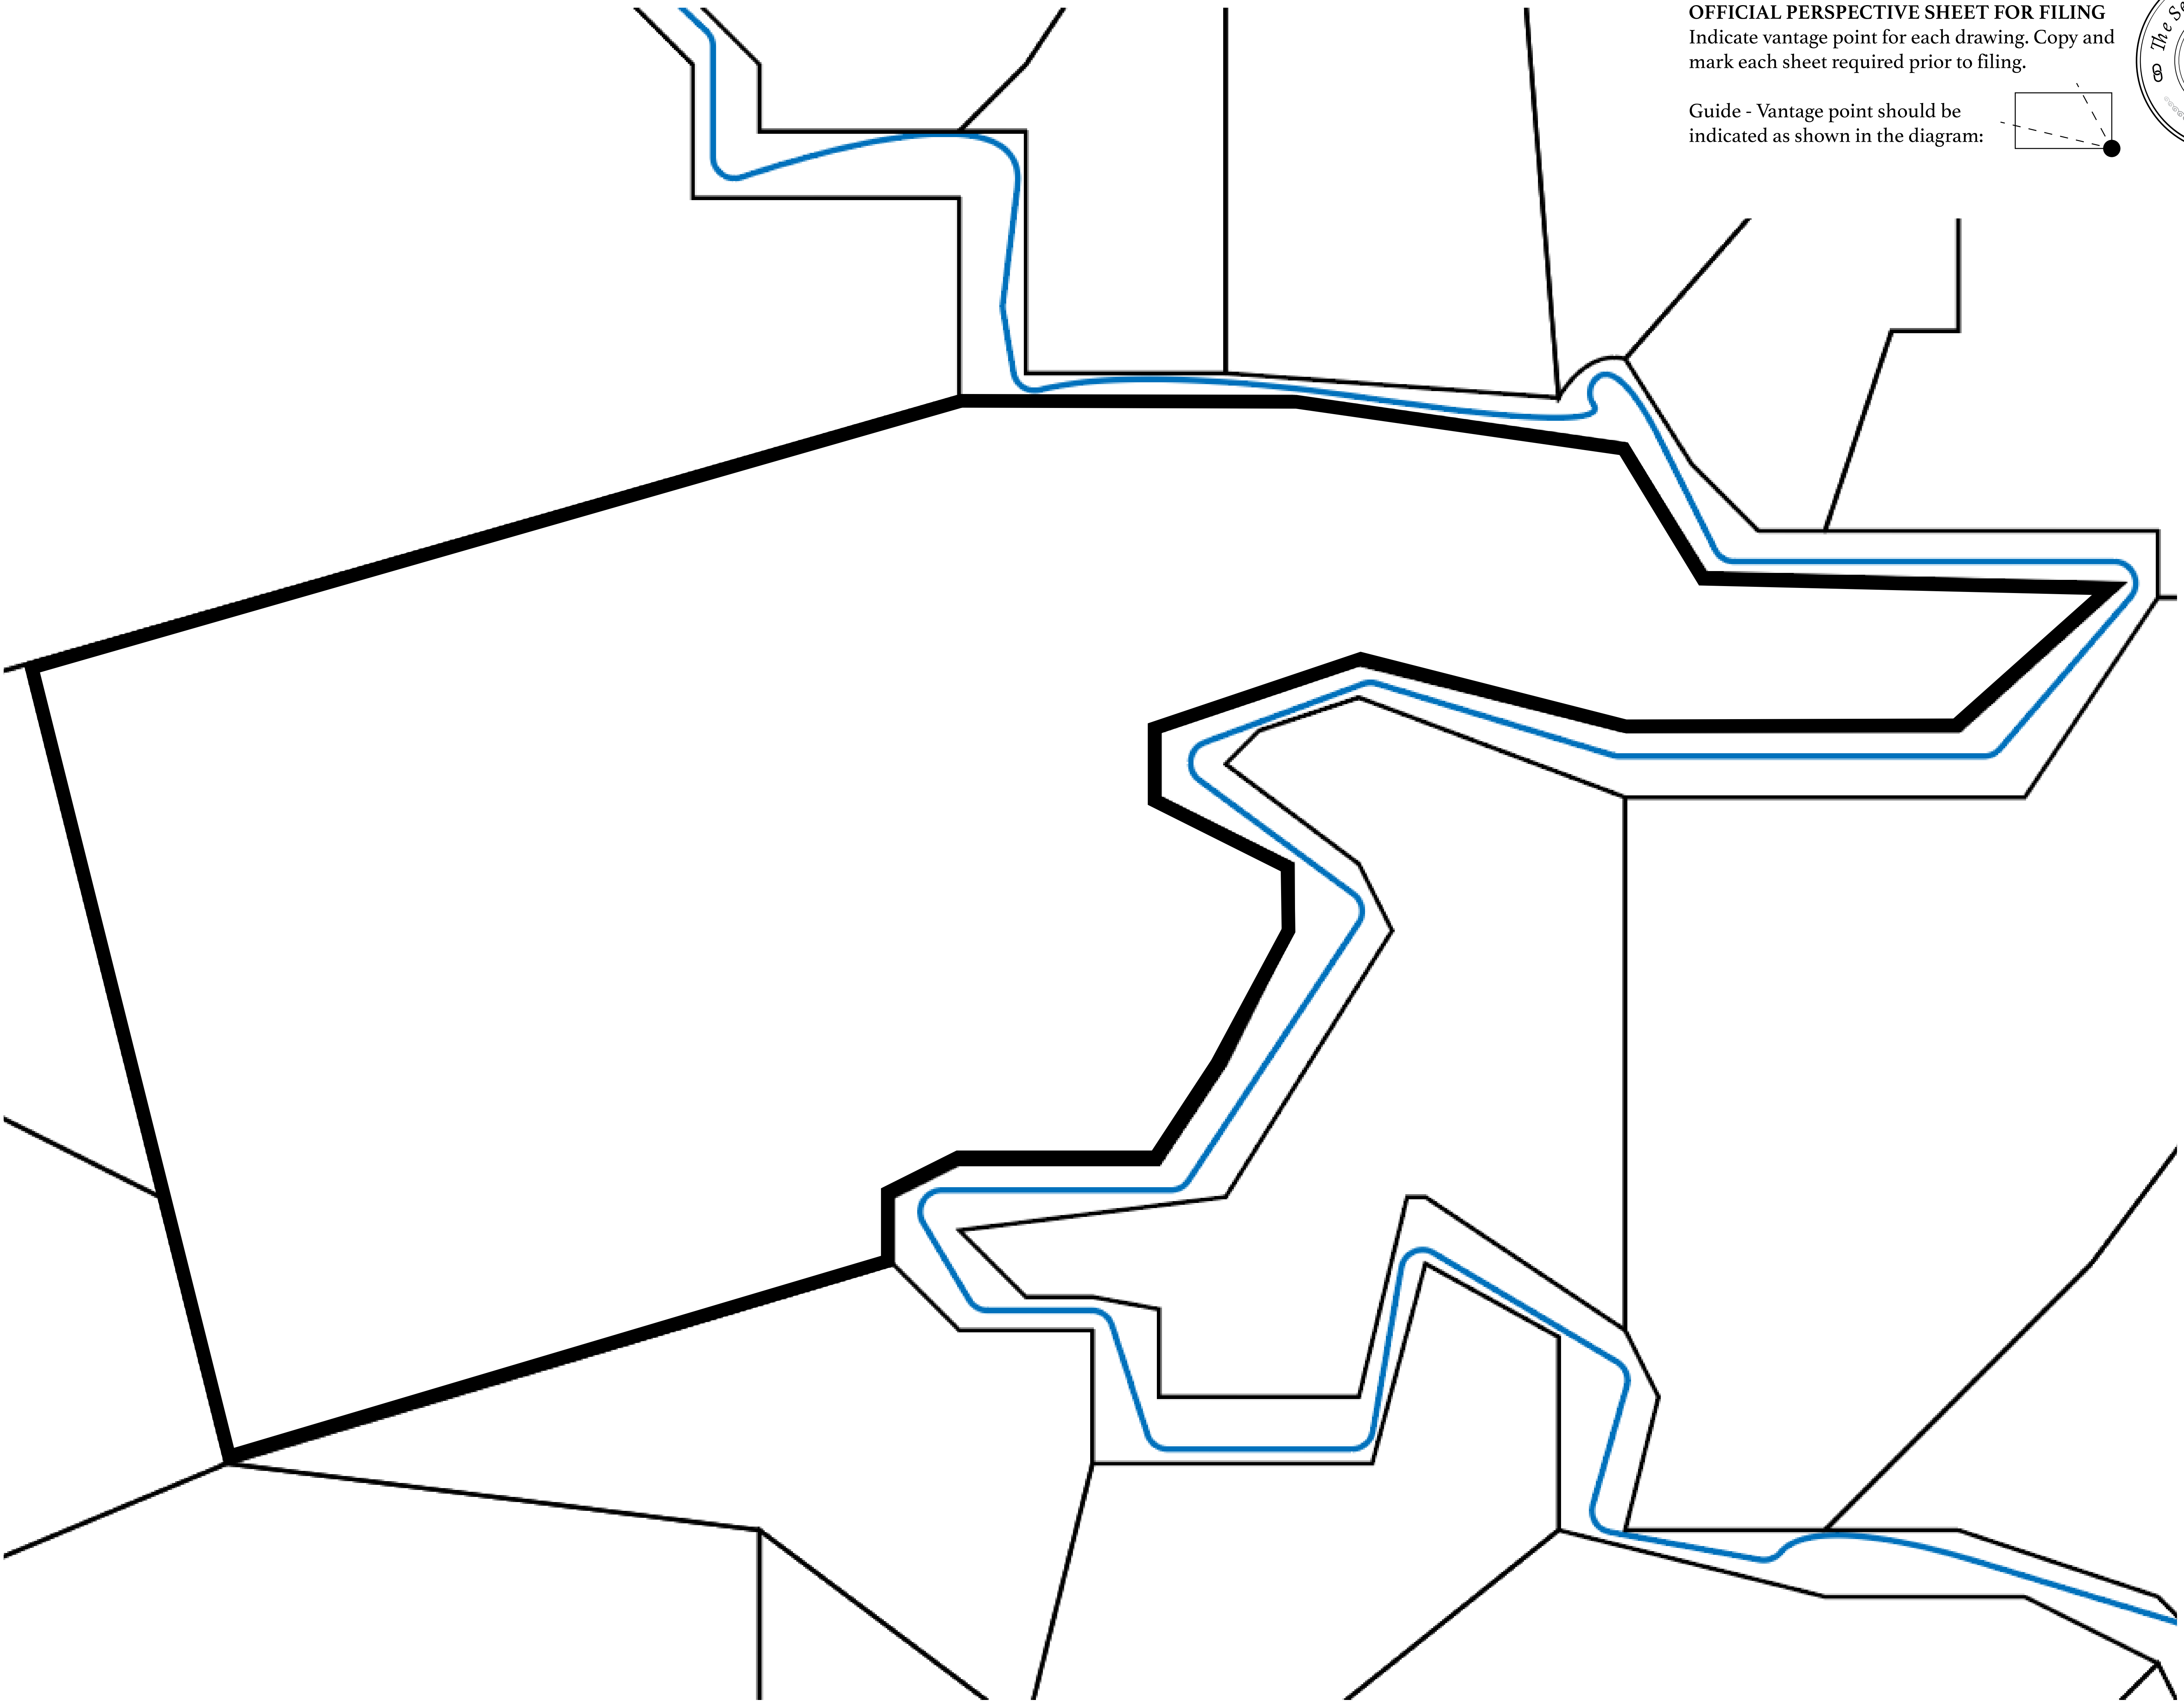 OFFICIAL PERSPECTIVE SHEET FOR FILING
Indicate vantage point for each drawing. Copy and
mark each sheet required prior to filing.
Guide - Vantage point should be
indicated as shown in the diagram:
The